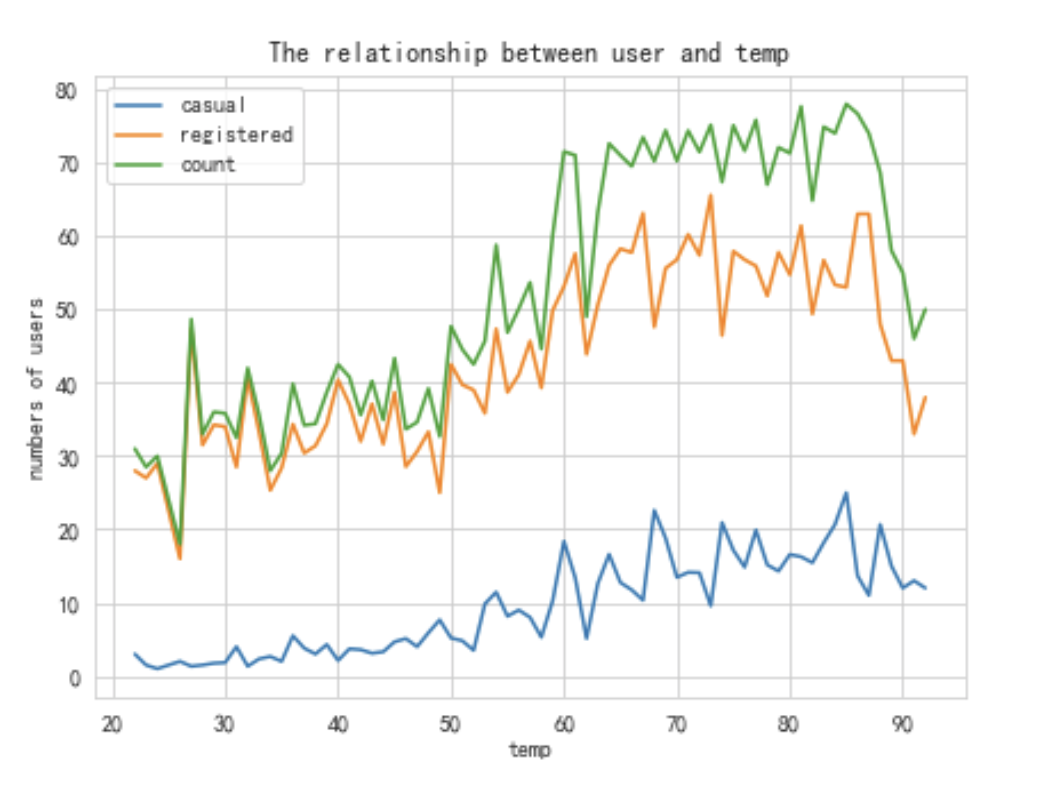 The relationship between user and temp
casual
registered
count
80
70
60
50
40
30
20
10
0
numbers of users
20 30 40 50 60 70 80 90
temp